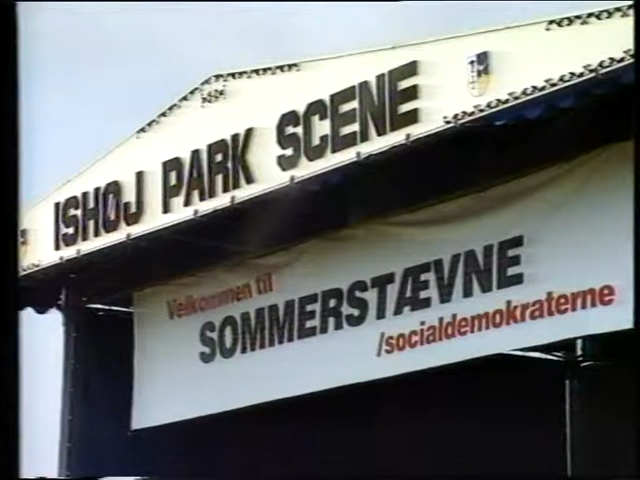 ISHØJ PARK SCENE
Velkommen til
SOMMERSTÆVNE
/socialdemokraterne